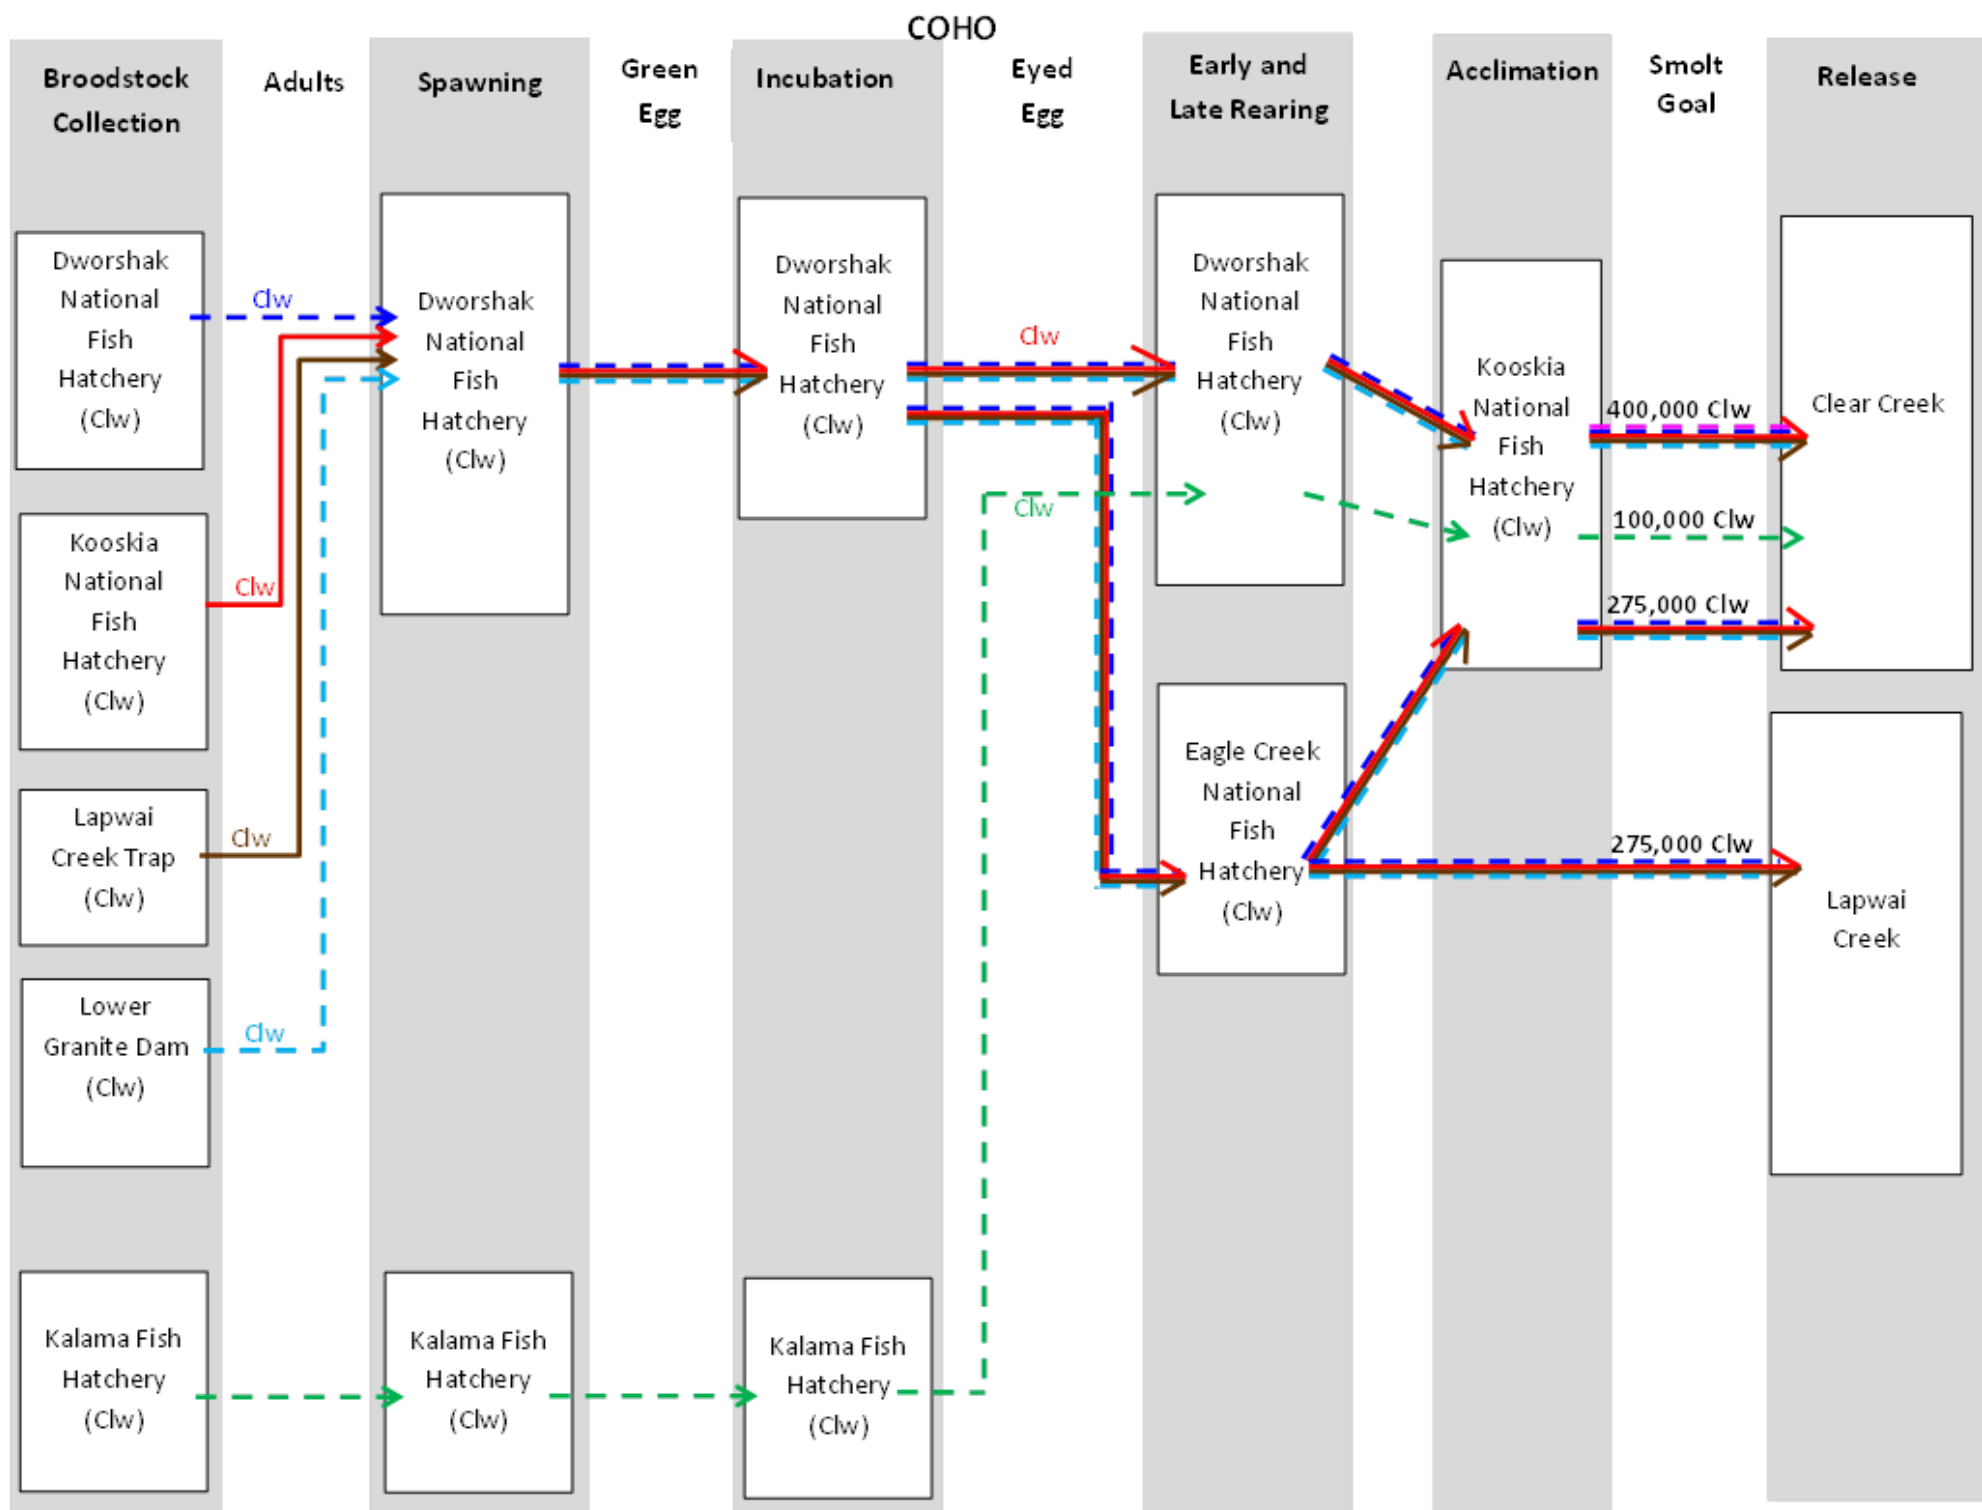 COHO
Broodstock
Collection
Adults
Spawning
Green
Egg
Incubation
Eyed
Egg
Early and
Late Rearing
Acclimation
Smolt
Goal
Release
Dworshak
National
Fish
Hatchery
(Clw)
Kooskia
National
Fish
Hatchery
(Clw)
Lapwai
Creek Trap
(Clw)
Lower
Granite Dam
(Clw)
Kalama Fish
Hatchery
(Clw)
Clw
Clw
Clw
Clw
Dworshak
National
Fish
Hatchery
(Clw)
Kalama Fish
Hatchery
(Clw)
Dworshak
National
Fish
Hatchery
(Clw)
Kalama Fish
Hatchery
(Clw)
Clw
Clw
Dworshak
National
Fish
Hatchery
(Clw)
Eagle Creek
National
Fish
Hatchery
(Clw)
Kooskia
National
Fish
Hatchery
(Clw)
400,000 Clw
100,000 Clw
275,000 Clw
275,000 Clw
Clear Creek
Lapwai
Creek